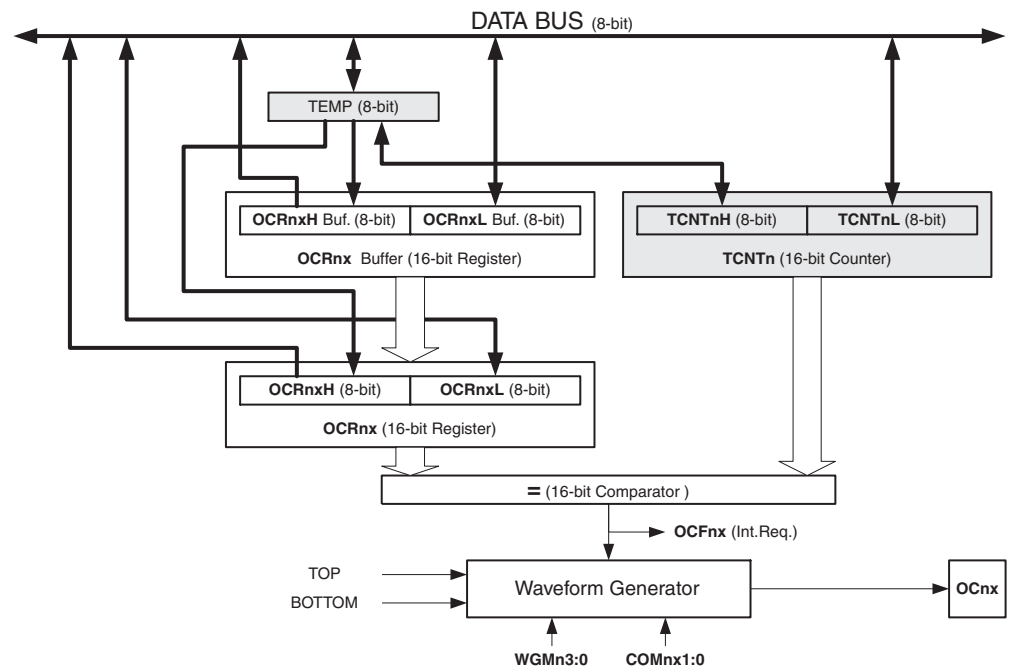 DATA BUS (8-bit)
TEMP (8-bit)
OCRnxH Buf. (8-bit) OCRnxL Buf. (8-bit)
OCRnx Buffer (16-bit Register)
TCNTnH (8-bit) TCNTnL (8-bit)
TCNTn (16-bit Counter)
OCRnxH (8-bit) OCRnxL (8-bit)
OCRnx (16-bit Register)
= (16-bit Comparator )
OCFnx (Int.Req.)
TOP
BOTTOM
Waveform Generator
OCnx
WGMn3:0 COMnx1:0